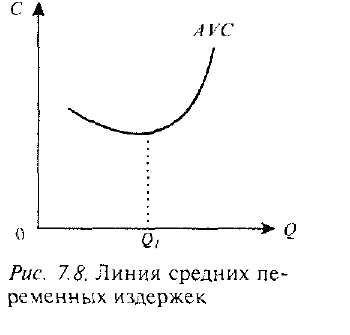 C
AVC
0
Q₁
Q
Рис. 7.8. Линия средних пе-
ременных издержек